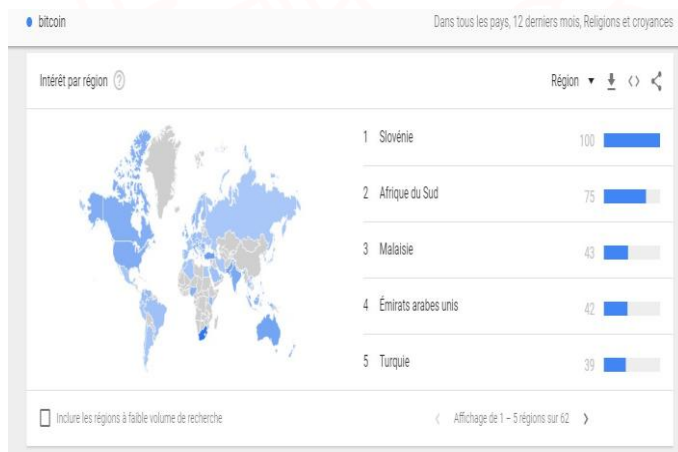 bitcoin Dans tous les pays, 12 derniers mois, Religions et croyances
Intérêt par région ? Région
1 Slovénie 100
2 Afrique du Sud 75
3 Malaisie 43
4 Émirats arabes unis 42
5 Turquie 39
Inclure les régions à faible volume de recherche Affichage de 1 – 5 régions sur 62